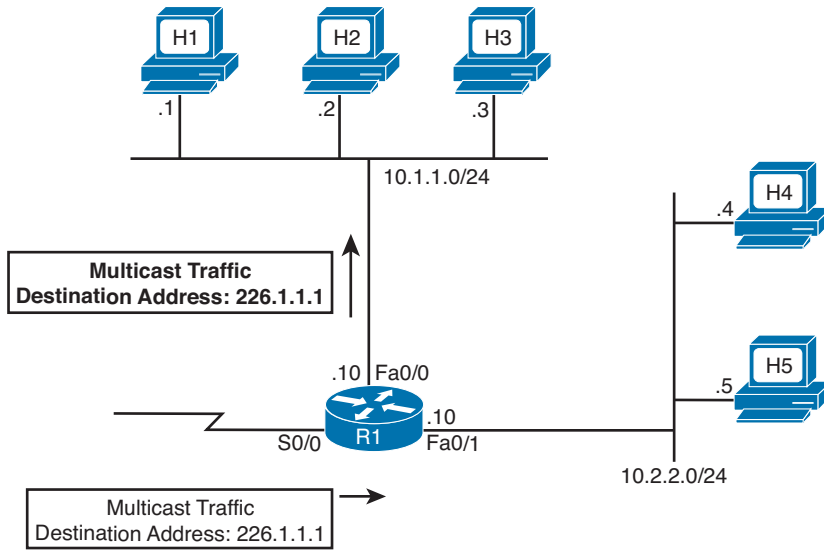 H1
H2
H3
.1
.2
.3
10.1.1.0/24
H4
.4
Multicast Traffic
Destination Address: 226.1.1.1
H5
.5
.10
Fa0/0
.10
R1
S0/0
Fa0/1
10.2.2.0/24
Multicast Traffic
Destination Address: 226.1.1.1